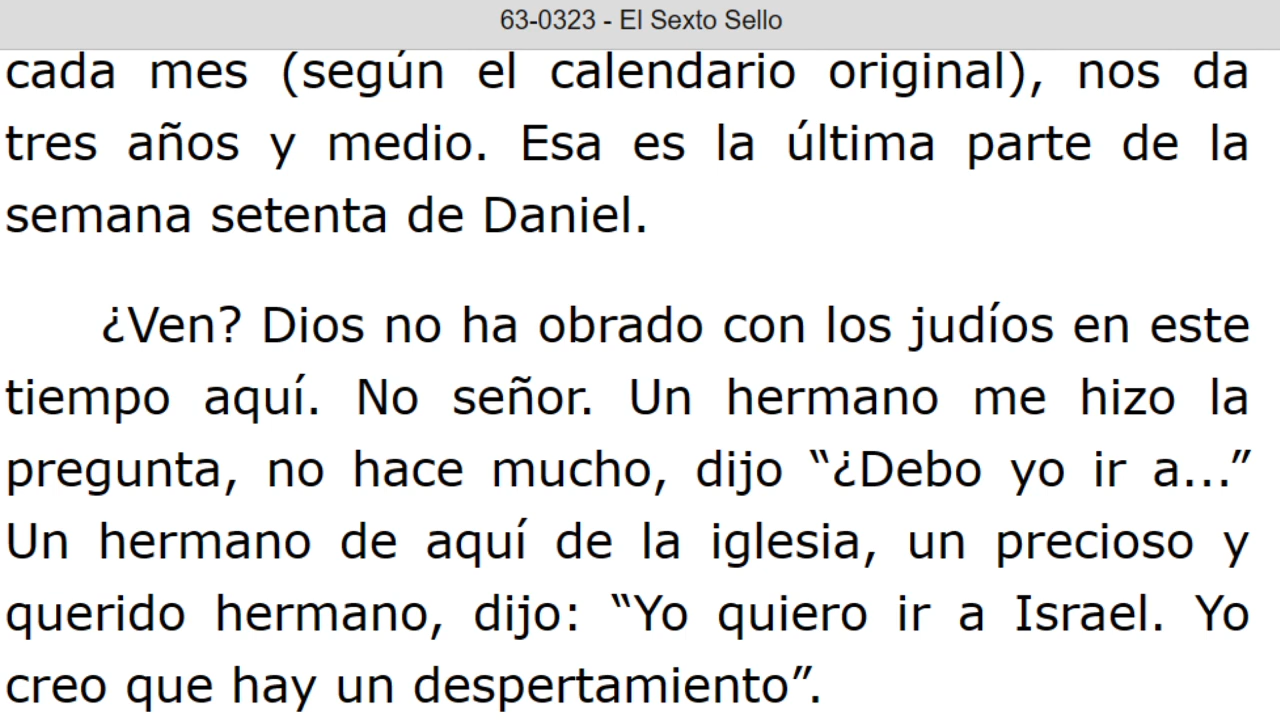 63-0323 - El Sexto Sello
cada mes (según el calendario original), nos da
tres años y medio. Esa es la última parte de la
semana setenta de Daniel.
¿Ven? Dios no ha obrado con los judíos en este
tiempo aquí. No señor. Un hermano me hizo la
pregunta, no hace mucho, dijo “¿Debo yo ir a...”
Un hermano de aquí de la iglesia, un precioso y
querido hermano, dijo: “Yo quiero ir a Israel. Yo
creo que hay un despertamiento”.